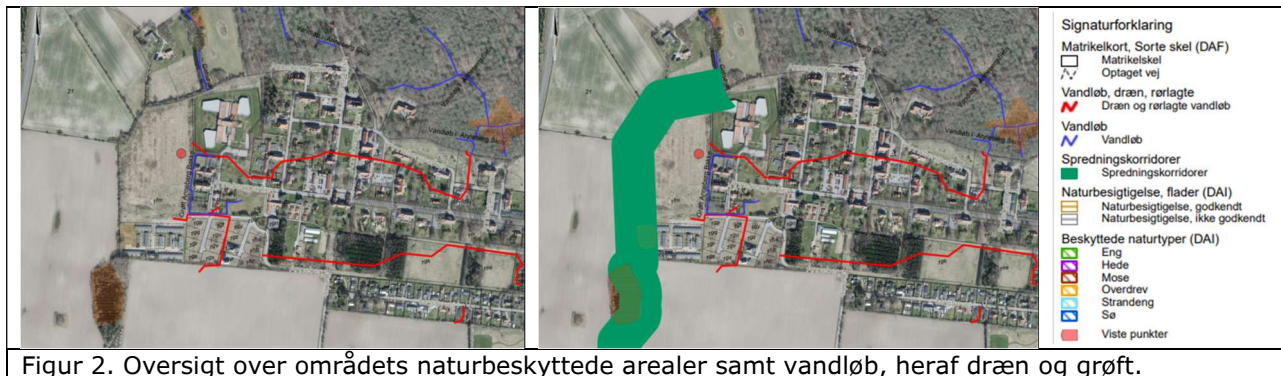 21
Signaturforklaring
Matrikelkort, Sorte skel (DAF)
Matrikelskel
Optaget vej
Vandløb, dræn, rørlagte
Dræn og rørlagte vandløb
Vandløb
Vandløb
Spredningskorridorer
Spredningskorridorer
Naturbesigtigelse, flader (DAI)
Naturbesigtigelse, godkendt
Naturbesigtigelse, ikke godkendt
Beskyttede naturtyper (DAI)
Eng
Hede
Mose
Overdrev
Strandeng
Sø
Viste punkter
Figur 2. Oversigt over områdets naturbeskyttede arealer samt vandløb, heraf dræn og grøft.